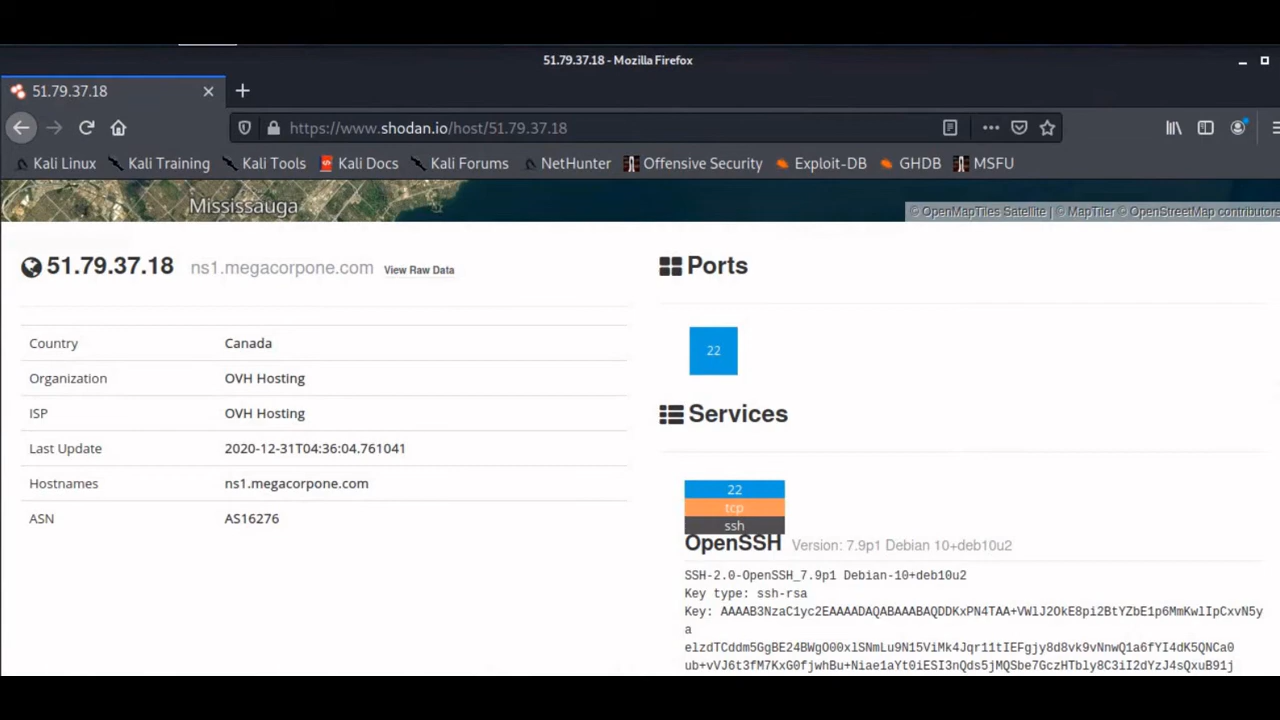 51.79.37.18 - Mozilla Firefox
51.79.37.18
https://www.shodan.io/host/51.79.37.18
Kali Linux Kali Training Kali Tools Kali Docs Kali Forums NetHunter Offensive Security Exploit-DB GHDB MSFU
Mississauga
© OpenMapTiles Satellite | © MapTiler © OpenStreetMap contributors
51.79.37.18 ns1.megacorpone.com View Raw Data
Country Canada
Organization OVH Hosting
ISP OVH Hosting
Last Update 2020-12-31T04:36:04.761041
Hostnames ns1.megacorpone.com
ASN AS16276
Ports
22
Services
22
tcp
ssh
OpenSSH Version: 7.9p1 Debian 10+deb10u2
SSH-2.0-OpenSSH_7.9p1 Debian-10+deb10u2
Key type: ssh-rsa
Key: AAAAB3NzaC1yc2EAAAADAQABAAABAQDDKxPN4TAA+VWlJ2OkE8pi2BtYZbE1p6MmKwlIpCxvN5y
a
elzdTCddm5GgBE24BWgO00xlSNmLu9N15ViMk4Jqr11tIEFgjy8d8vk9vNnwQ1a6fYI4dK5QNCa0
ub+vVJ6t3fM7KxG0fjwhBu+Niae1aYt0iESI3nQds5jMQSbe7GczHTbly8C3iI2dYzJ4sQxuB91j